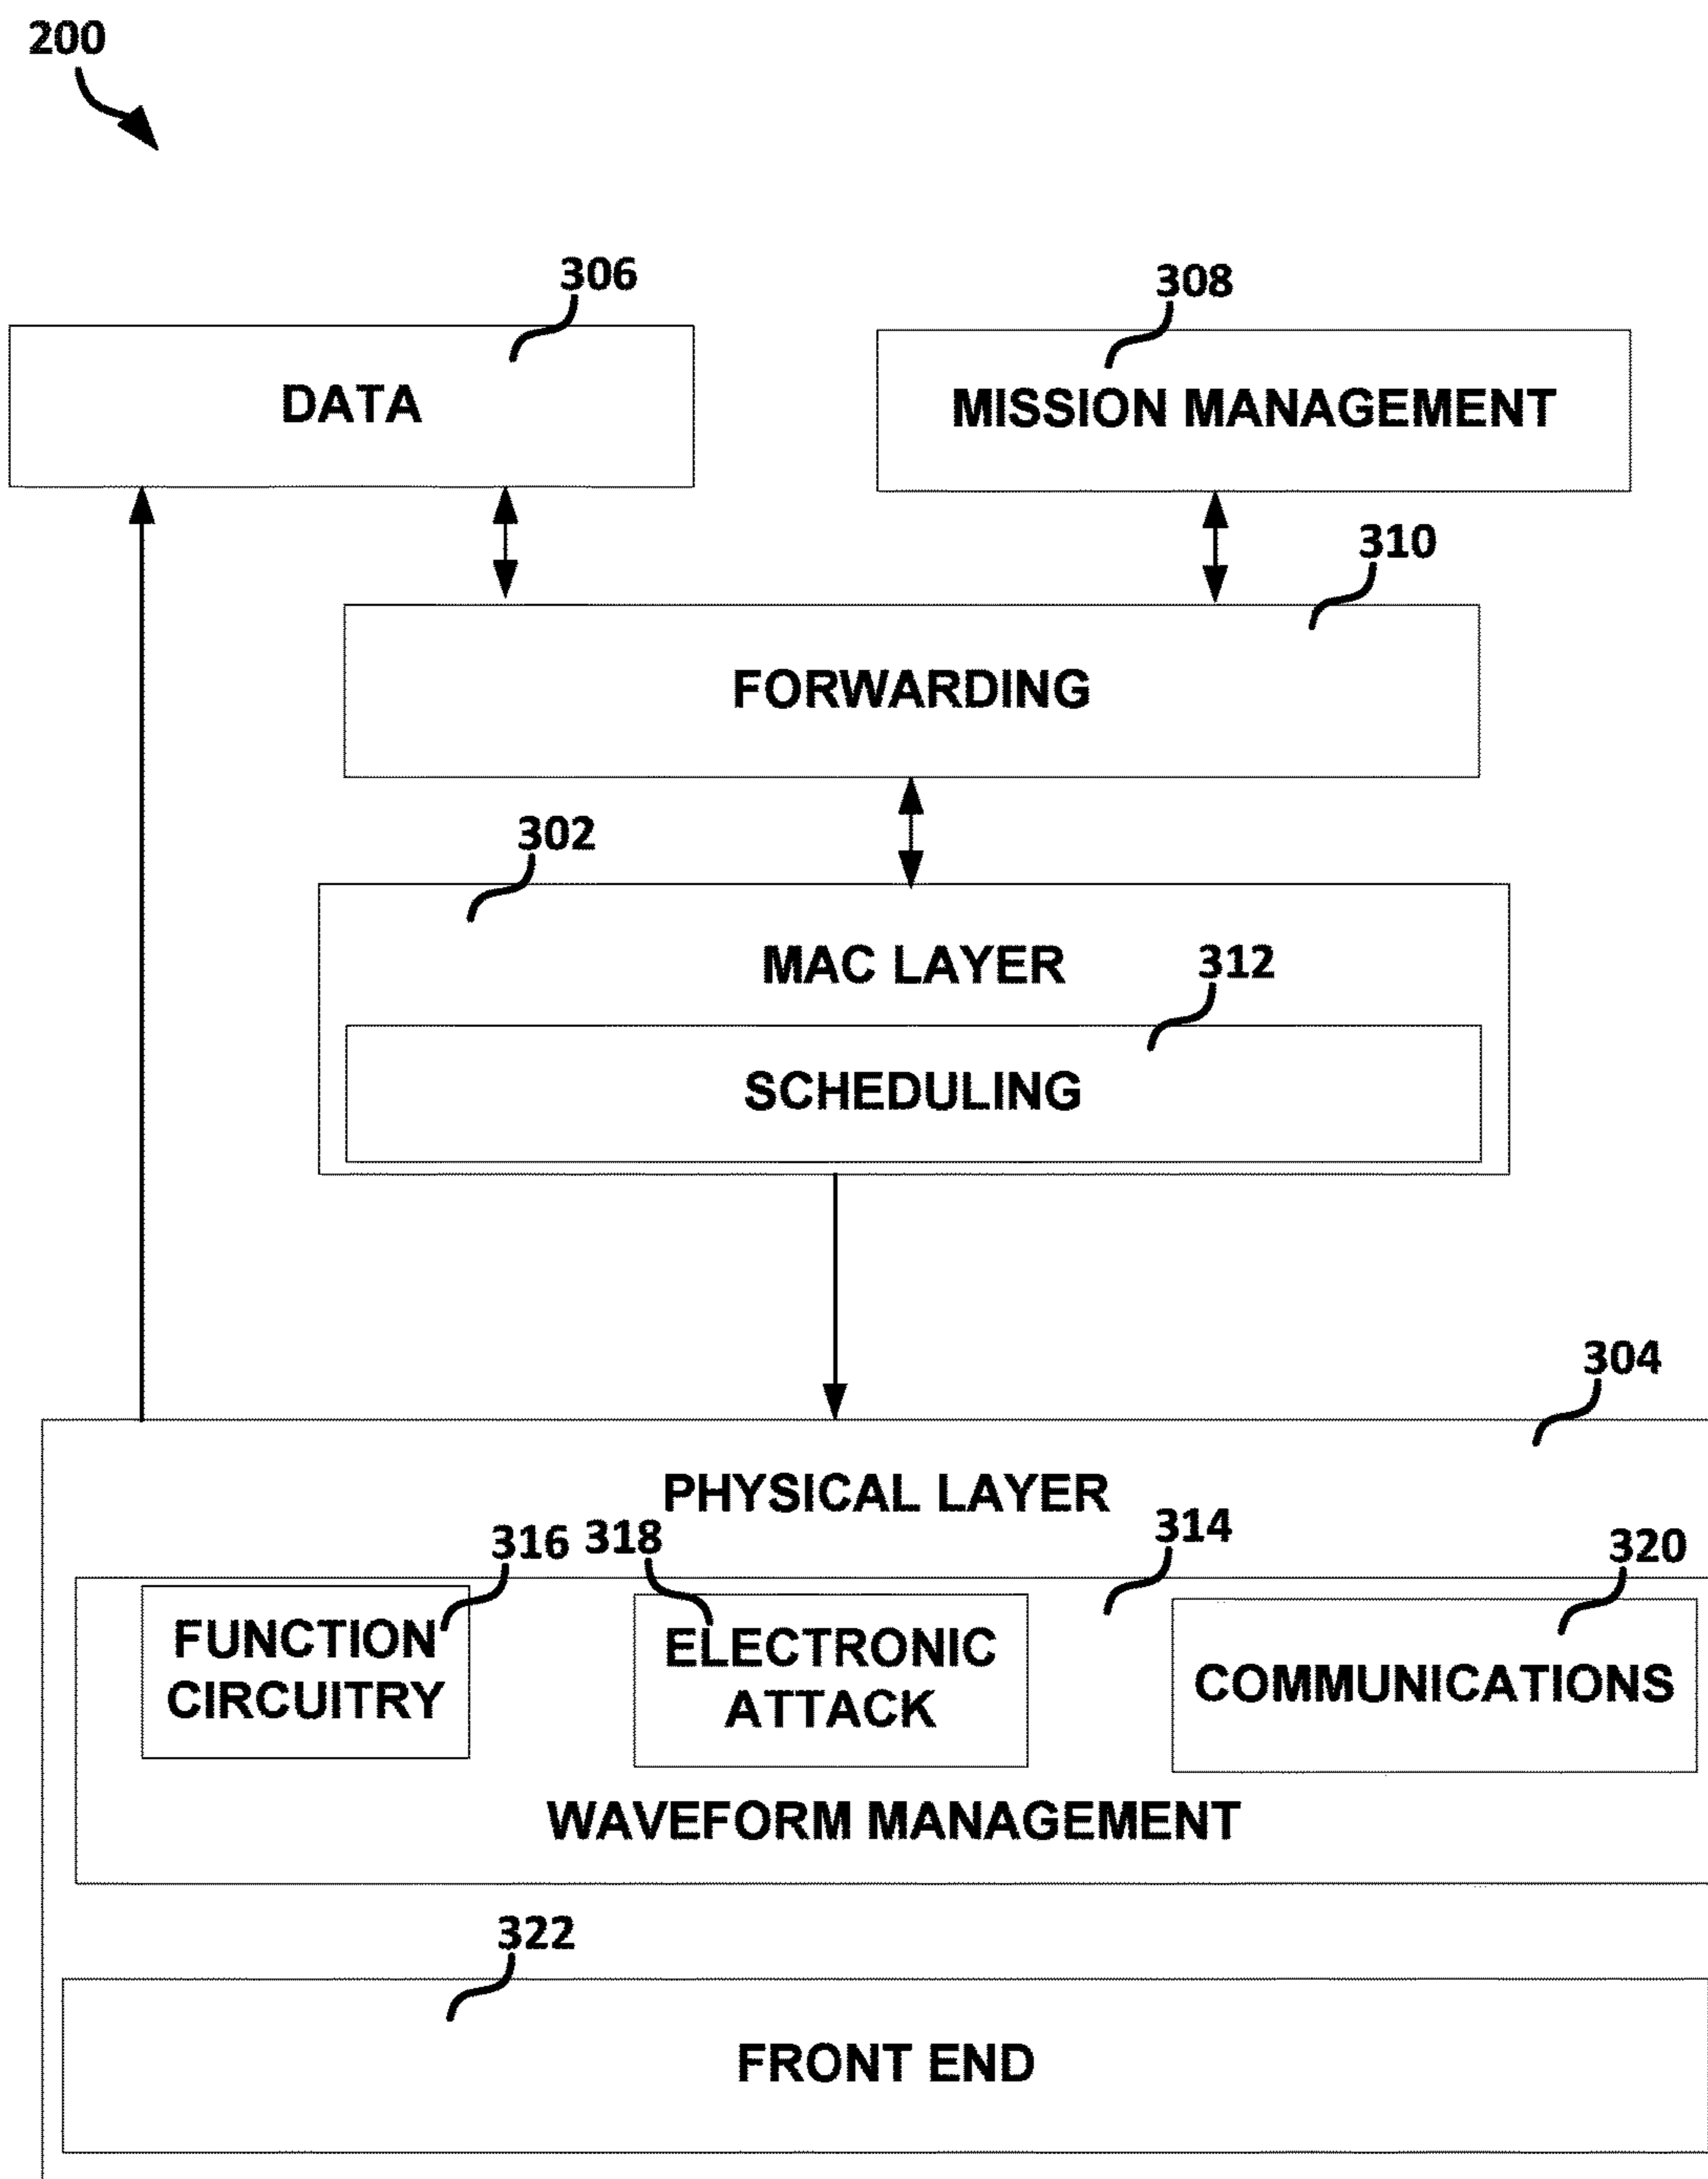 200
306
308
DATA
MISSION MANAGEMENT
310
FORWARDING
302
MAC LAYER
312
SCHEDULING
304
PHYSICAL LAYER
316
318
314
320
FUNCTION
CIRCUITRY
ELECTRONIC
ATTACK
COMMUNICATIONS
WAVEFORM MANAGEMENT
322
FRONT END